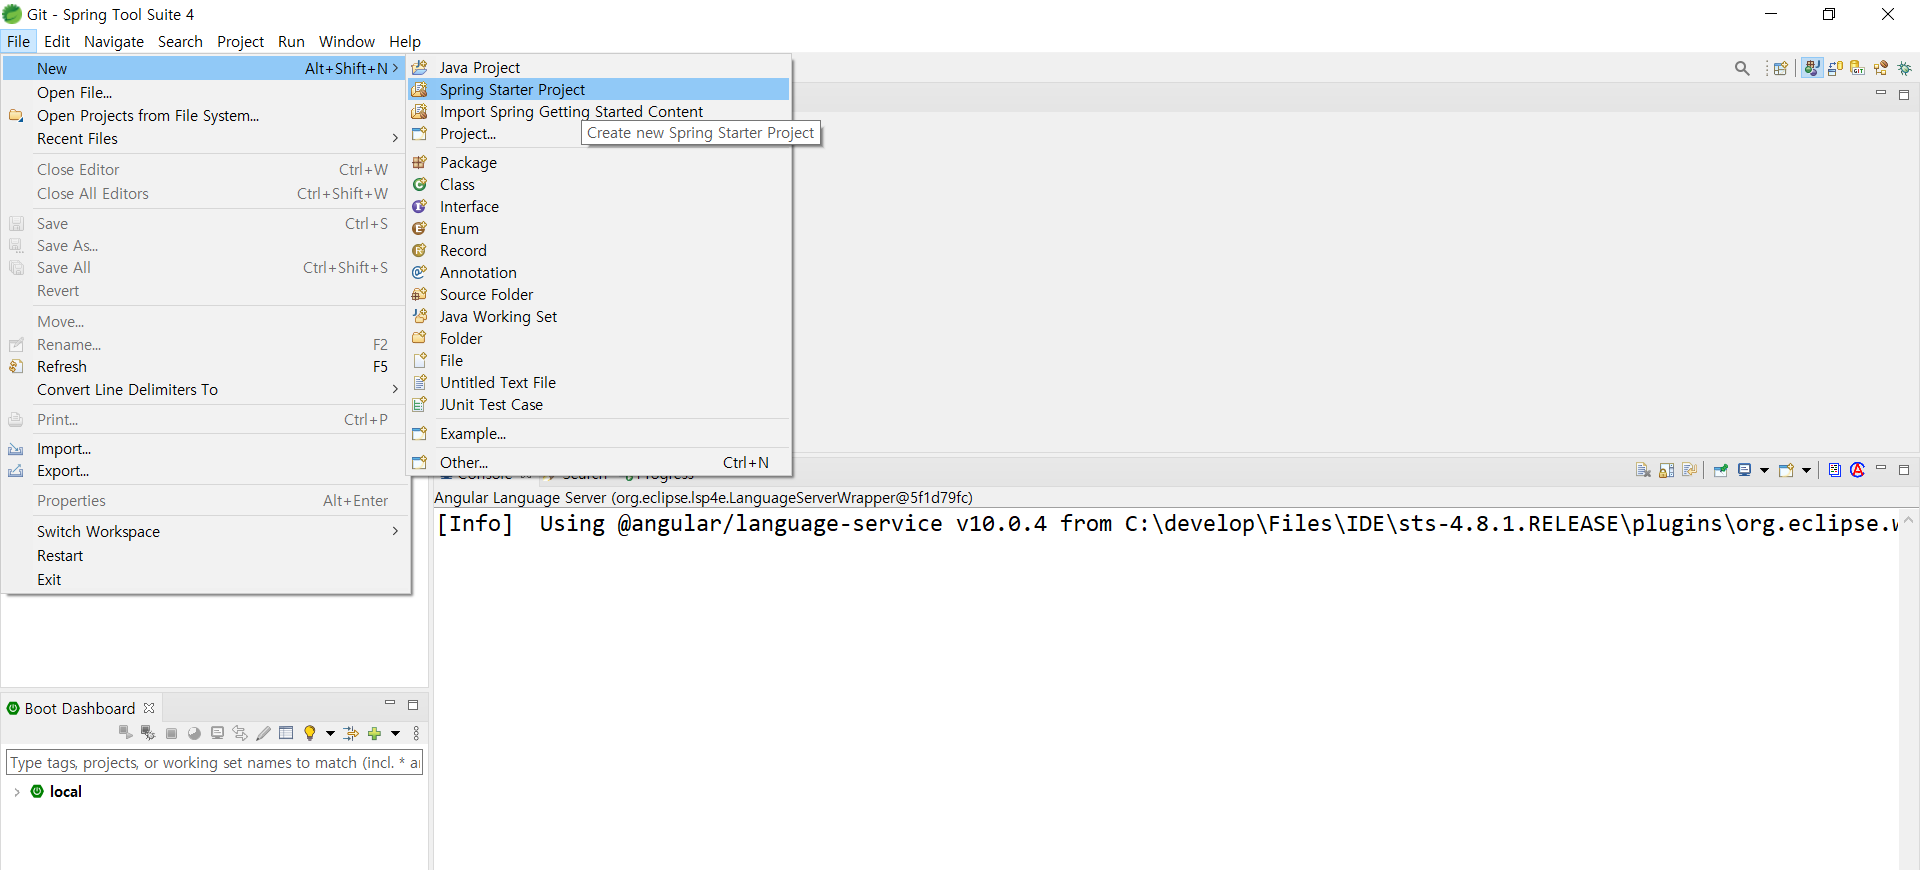 Git - Spring Tool Suite 4
File Edit Navigate Search Project Run Window Help
New Alt+Shift+N
Open File...
Open Projects from File System...
Recent Files
Close Editor Ctrl+W
Close All Editors Ctrl+Shift+W
Save Ctrl+S
Save As...
Save All Ctrl+Shift+S
Revert
Move...
Rename... F2
Refresh F5
Convert Line Delimiters To
Print... Ctrl+P
Import...
Export...
Properties Alt+Enter
Switch Workspace
Restart
Exit
Java Project
Spring Starter Project
Import Spring Getting Started Content
Project...
Create new Spring Starter Project
Package
Class
Interface
Enum
Record
Annotation
Source Folder
Java Working Set
Folder
File
Untitled Text File
JUnit Test Case
Example...
Other... Ctrl+N
Console Search Progress
Angular Language Server (org.eclipse.lsp4e.LanguageServerWrapper@5f1d79fc)
[Info]  Using @angular/language-service v10.0.4 from C:\develop\Files\IDE\sts-4.8.1.RELEASE\plugins\org.eclipse.w
Boot Dashboard
Type tags, projects, or working set names to match (incl. * a
local